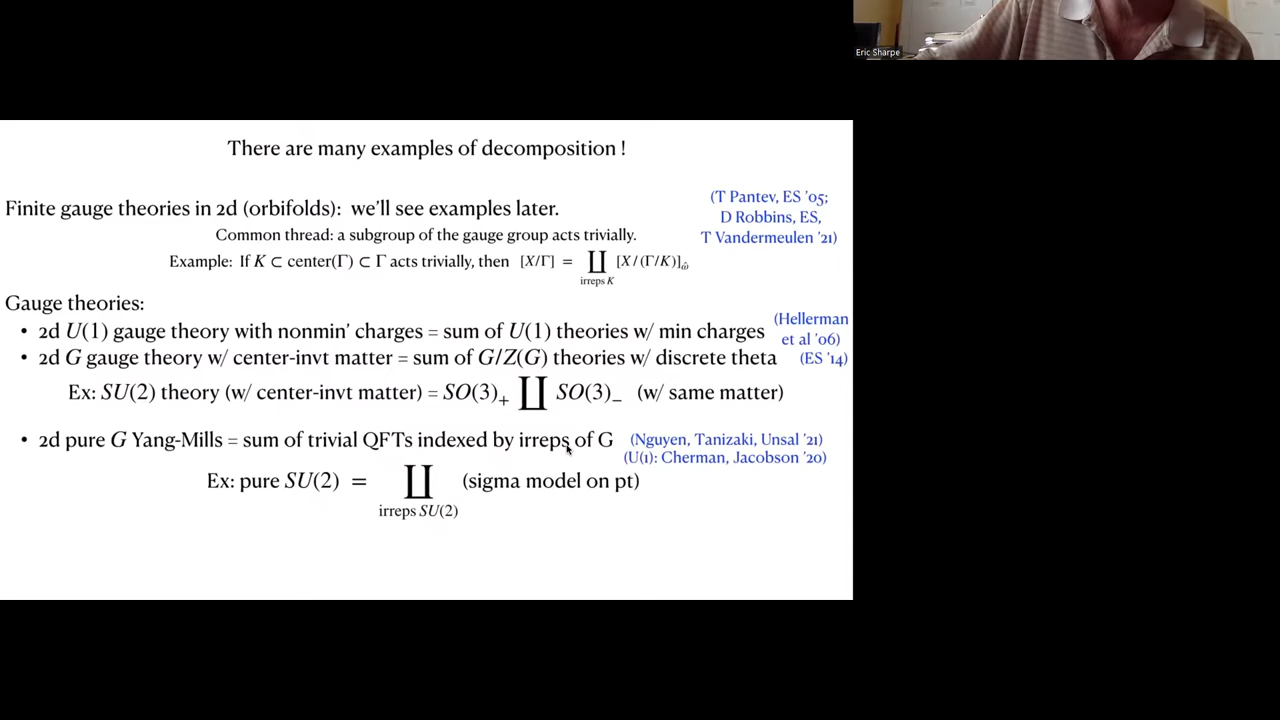 Eric Sharpe
There are many examples of decomposition !
(T Pantev, ES '05;
Finite gauge theories in 2d (orbifolds): we'll see examples later.
D Robbins, ES,
Common thread: a subgroup of the gauge group acts trivially.
T Vandermeulen '21)
Example: If K ⊂ center(Γ) ⊂ Γ acts trivially, then [X/Γ] = ∐ [X/(Γ/K)]_ω̂
irreps K
Gauge theories:
• 2d U(1) gauge theory with nonmin' charges = sum of U(1) theories w/ min charges
(Hellerman
et al '06)
• 2d G gauge theory w/ center-invt matter = sum of G/Z(G) theories w/ discrete theta (ES '14)
Ex: SU(2) theory (w/ center-invt matter) = SO(3)₊ ∐ SO(3)₋ (w/ same matter)
• 2d pure G Yang-Mills = sum of trivial QFTs indexed by irreps of G (Nguyen, Tanizaki, Unsal '21)
(U(1): Cherman, Jacobson '20)
Ex: pure SU(2) = ∐ (sigma model on pt)
irreps SU(2)